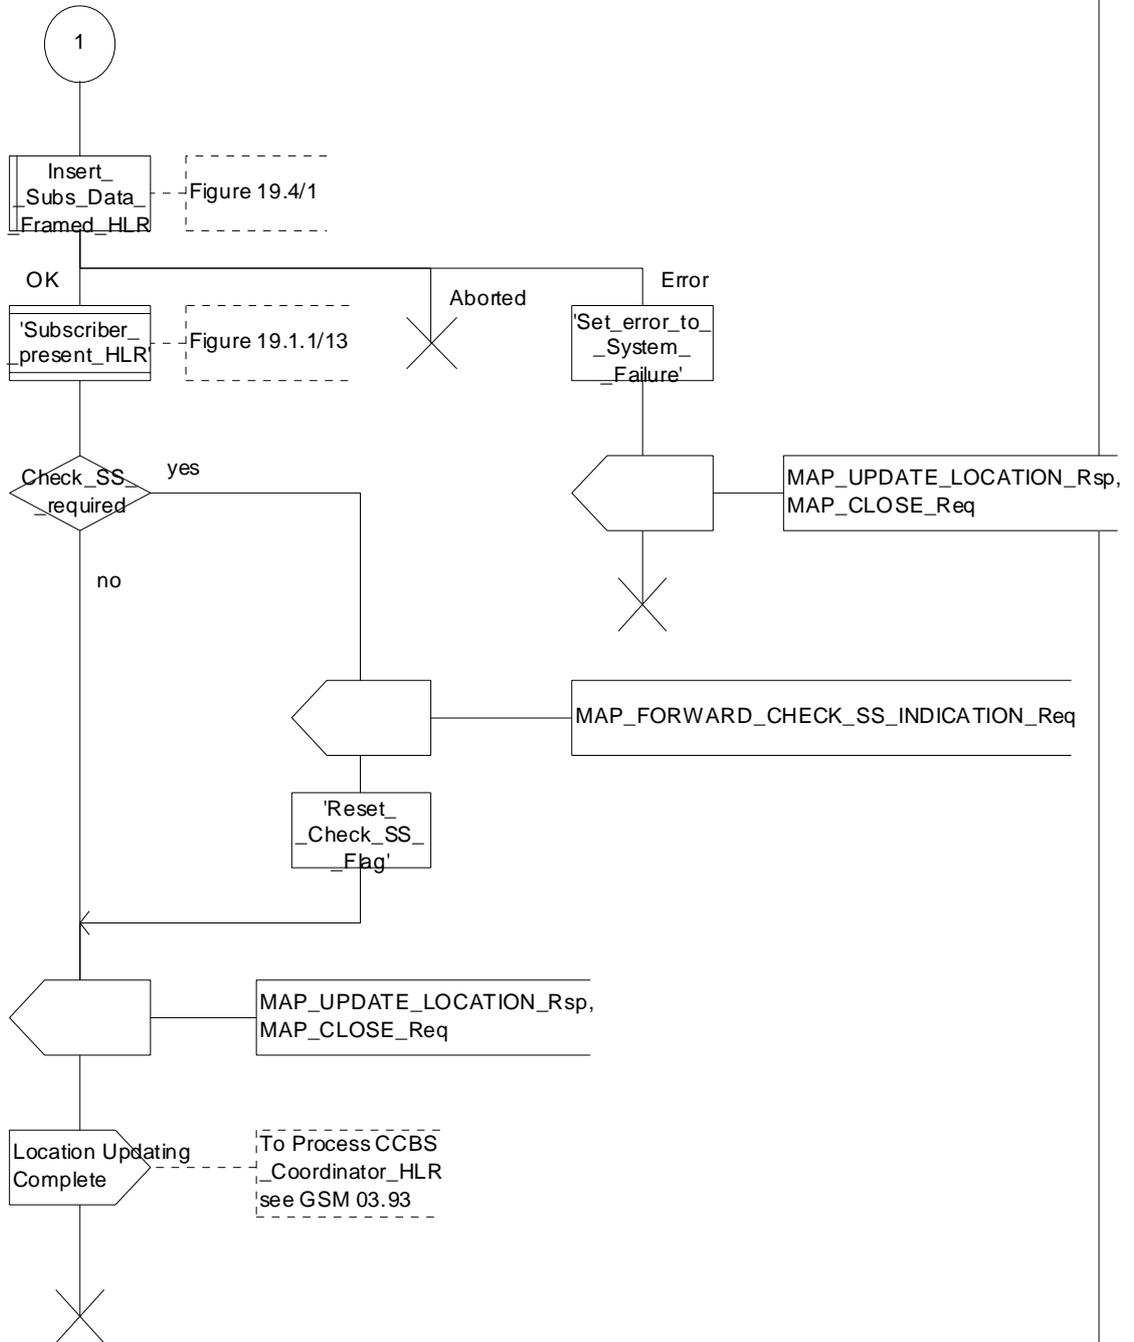 1
Insert_
_Subs_Data_
_Framed_HLR
Figure 19.4/1
OK
Aborted
Error
'Subscriber_
_present_HLR'
Figure 19.1.1/13
'Set_error_to_
_System_
_Failure'
Check_SS_
_required
yes
MAP_UPDATE_LOCATION_Rsp,
MAP_CLOSE_Req
no
MAP_FORWARD_CHECK_SS_INDICATION_Req
'Reset_
_Check_SS_
_Flag'
MAP_UPDATE_LOCATION_Rsp,
MAP_CLOSE_Req
Location Updating
Complete
To Process CCBS
_Coordinator_HLR
see GSM 03.93